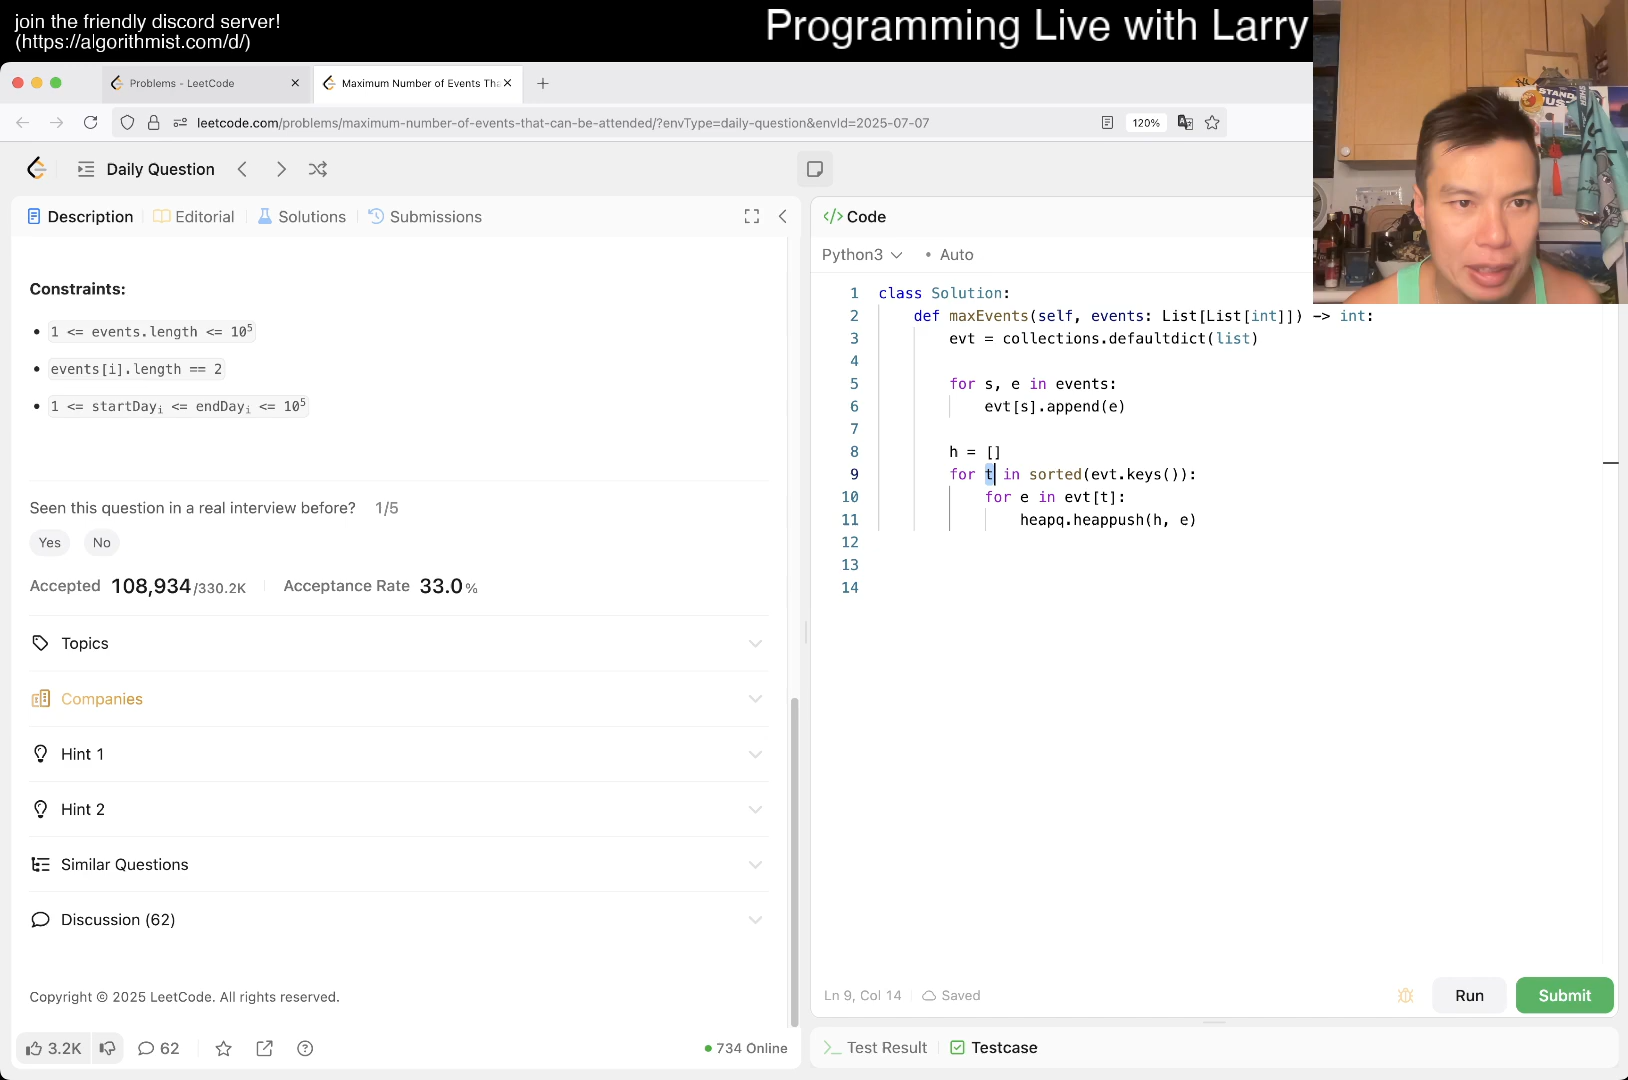 join the friendly discord server!
(https://algorithmist.com/d/)
Programming Live with Larry
Problems - LeetCode
Maximum Number of Events Tha
leetcode.com/problems/maximum-number-of-events-that-can-be-attended/?envType=daily-question&envId=2025-07-07
120%
Daily Question
Description
Editorial
Solutions
Submissions
Constraints:
1 <= events.length <= 10⁵
events[i].length == 2
1 <= startDayᵢ <= endDayᵢ <= 10⁵
Seen this question in a real interview before? 1/5
Yes
No
Accepted 108,934/330.2K
Acceptance Rate 33.0%
Topics
Companies
Hint 1
Hint 2
Similar Questions
Discussion (62)
Copyright © 2025 LeetCode. All rights reserved.
3.2K
62
734 Online
</> Code
Python3
• Auto
1 class Solution:
2 def maxEvents(self, events: List[List[int]]) -> int:
3 evt = collections.defaultdict(list)
4
5 for s, e in events:
6 evt[s].append(e)
7
8 h = []
9 for t in sorted(evt.keys()):
10 for e in evt[t]:
11 heapq.heappush(h, e)
12
13
14
Ln 9, Col 14
Saved
Run
Submit
Test Result
Testcase
STAND
US